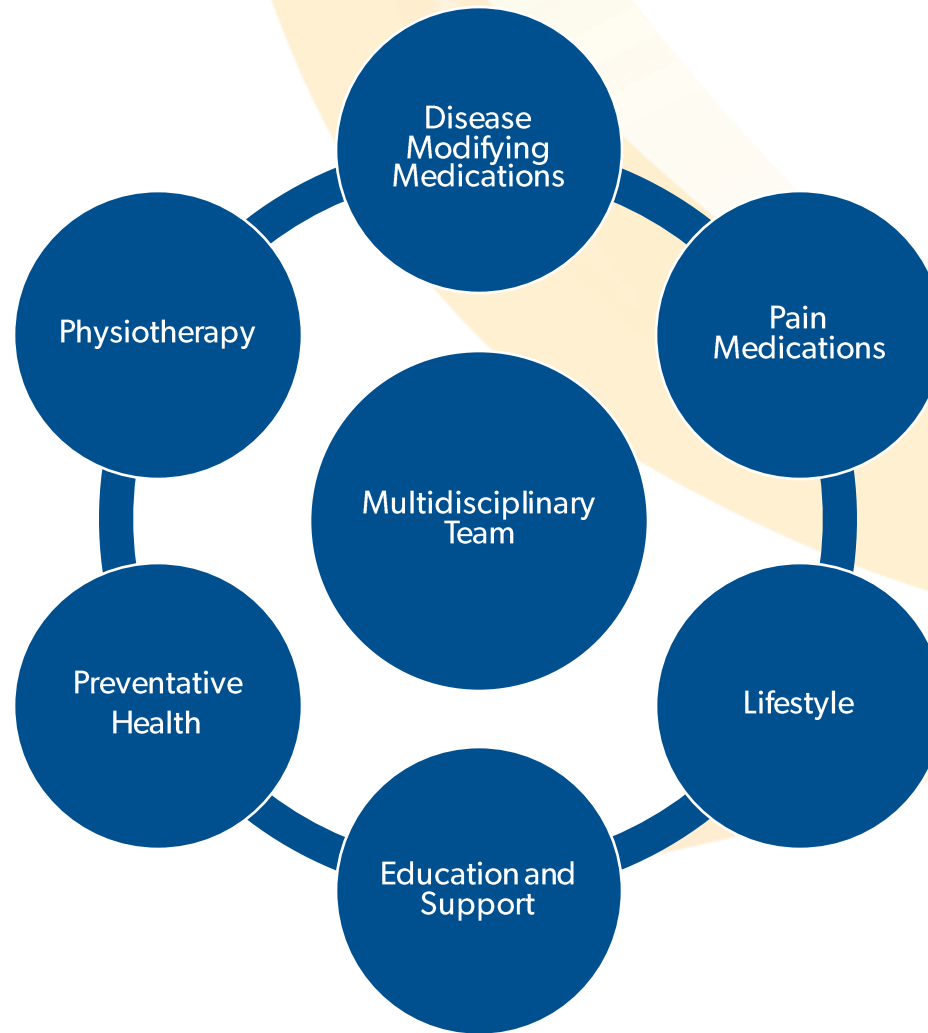 Disease
Modifying
Medications
Pain
Medications
Lifestyle
Education and
Support
Preventative
Health
Physiotherapy
Multidisciplinary
Team